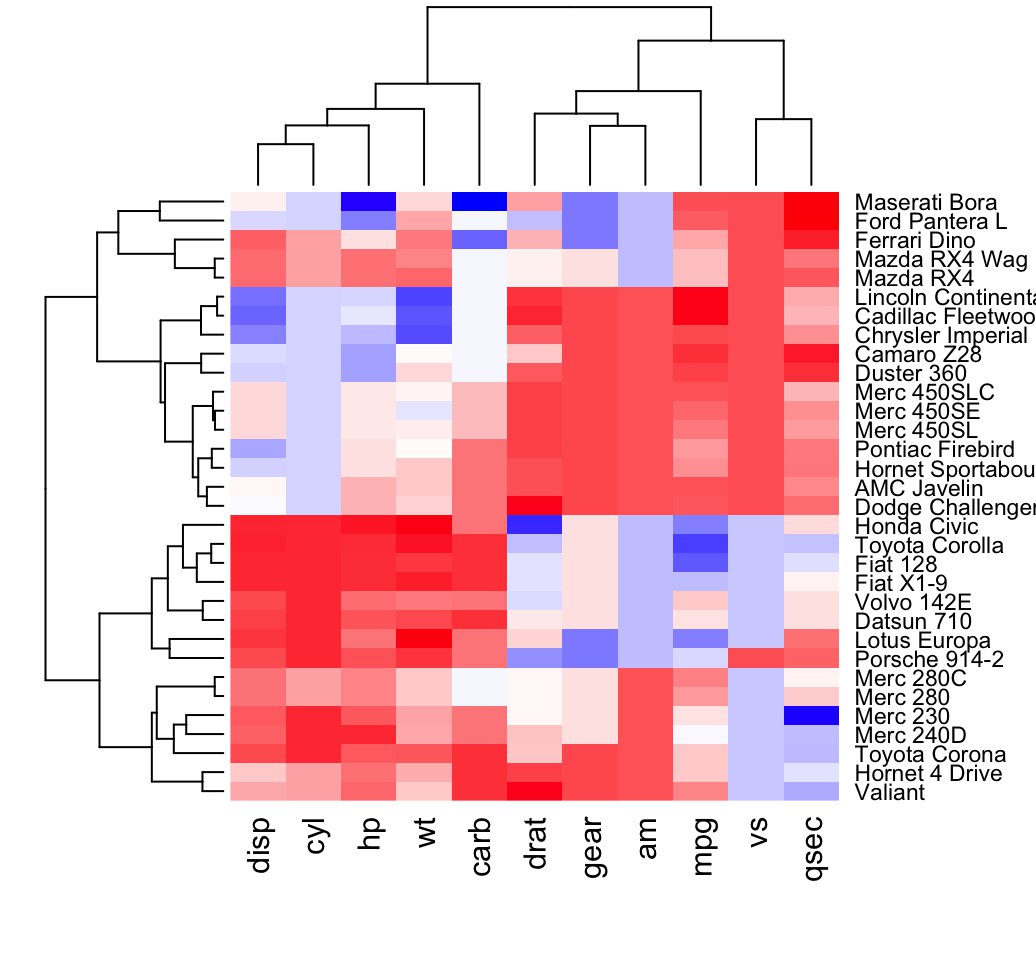 Maserati Bora
Ford Pantera L
Ferrari Dino
Mazda RX4 Wag
Mazda RX4
Lincoln Continenta
Cadillac Fleetwoo
Chrysler Imperial
Camaro Z28
Duster 360
Merc 450SLC
Merc 450SE
Merc 450SL
Pontiac Firebird
Hornet Sportabou
AMC Javelin
Dodge Challenger
Honda Civic
Toyota Corolla
Fiat 128
Fiat X1-9
Volvo 142E
Datsun 710
Lotus Europa
Porsche 914-2
Merc 280C
Merc 280
Merc 230
Merc 240D
Toyota Corona
Hornet 4 Drive
Valiant
disp cyl hp wt carb drat gear am mpg vs qsec